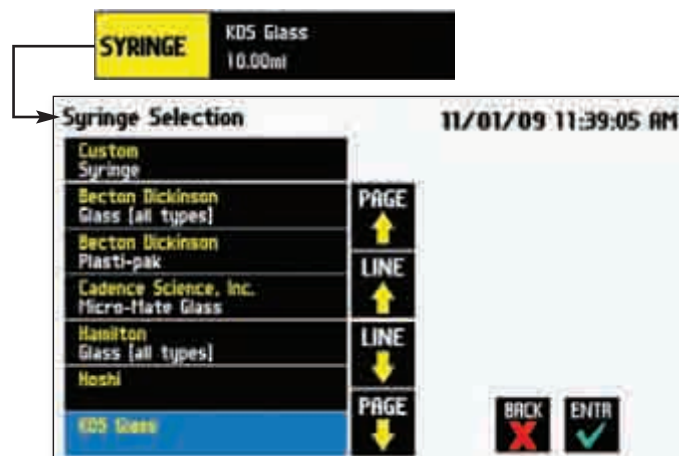 SYRINGE
KDS Glass
10.00ml
Syringe Selection
11/01/09 11:39:05 AM
Custom
Syringe
Becton Dickinson
Glass [all types]
Becton Dickinson
Plasti-pak
Cadence Science, Inc.
Micro-Mate Glass
Hamilton
Glass [all types]
Hoshi
KDS Glass
PAGE
LINE
LINE
PAGE
BACK
ENTR